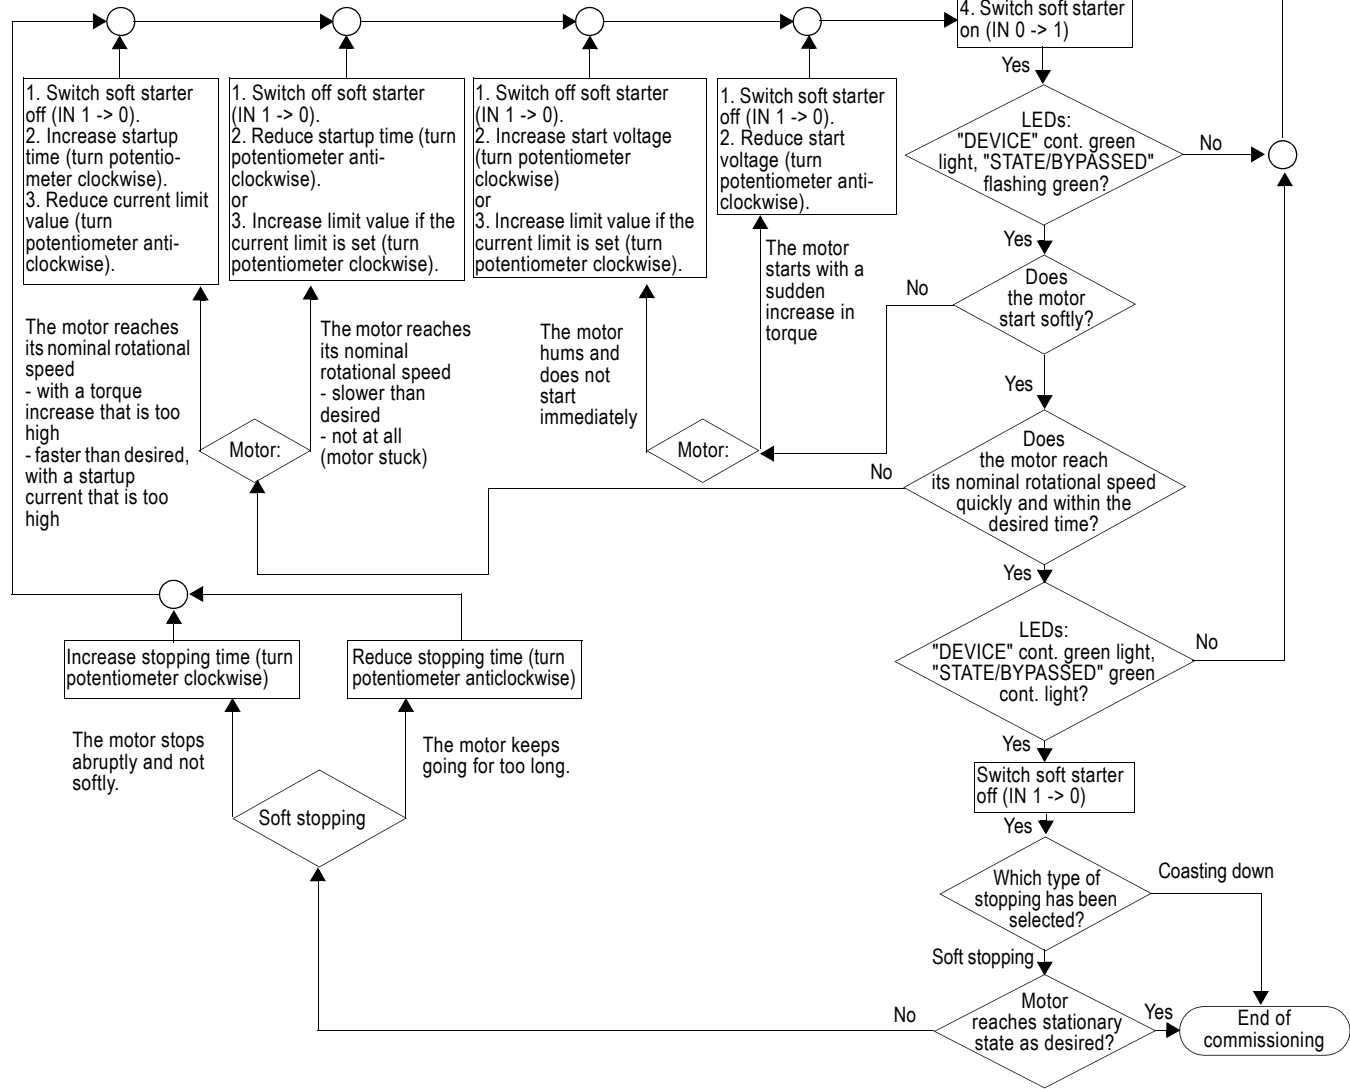 4. Switch soft starter
on (IN 0 -> 1)
Yes
1. Switch soft starter
off (IN 1 -> 0).
2. Increase startup
time (turn potentio-
meter clockwise).
3. Reduce current limit
value (turn
potentiometer anti-
clockwise).
1. Switch off soft starter
(IN 1 -> 0).
2. Reduce startup time (turn
potentiometer anti-
clockwise).
or
3. Increase limit value if the
current limit is set (turn
potentiometer clockwise).
1. Switch off soft starter
(IN 1 -> 0).
2. Increase start voltage
(turn potentiometer
clockwise)
or
3. Increase limit value if the
current limit is set (turn
potentiometer clockwise).
1. Switch soft starter
off (IN 1 -> 0).
2. Reduce start
voltage (turn
potentiometer anti-
clockwise).
LEDs:
"DEVICE" cont. green
light, "STATE/BYPASSED"
flashing green?
No
Yes
The motor
starts with a
sudden
increase in
torque
No
Does
the motor
start softly?
The motor reaches
its nominal rotational
speed
- with a torque
increase that is too
high
- faster than desired,
with a startup
current that is too
high
The motor reaches
its nominal
rotational speed
- slower than
desired
- not at all
(motor stuck)
The motor
hums and
does not
start
immediately
Yes
Motor:
Motor:
No
Does
the motor reach
its nominal rotational speed
quickly and within the
desired time?
Yes
LEDs:
"DEVICE" cont. green light,
"STATE/BYPASSED" green
cont. light?
No
Increase stopping time (turn
potentiometer clockwise)
Reduce stopping time (turn
potentiometer anticlockwise)
The motor stops
abruptly and not
softly.
The motor keeps
going for too long.
Yes
Switch soft starter
off (IN 1 -> 0)
Soft stopping
Yes
Which type of
stopping has been
selected?
Coasting down
Soft stopping
No
Motor
reaches stationary
state as desired?
Yes
End of
commissioning